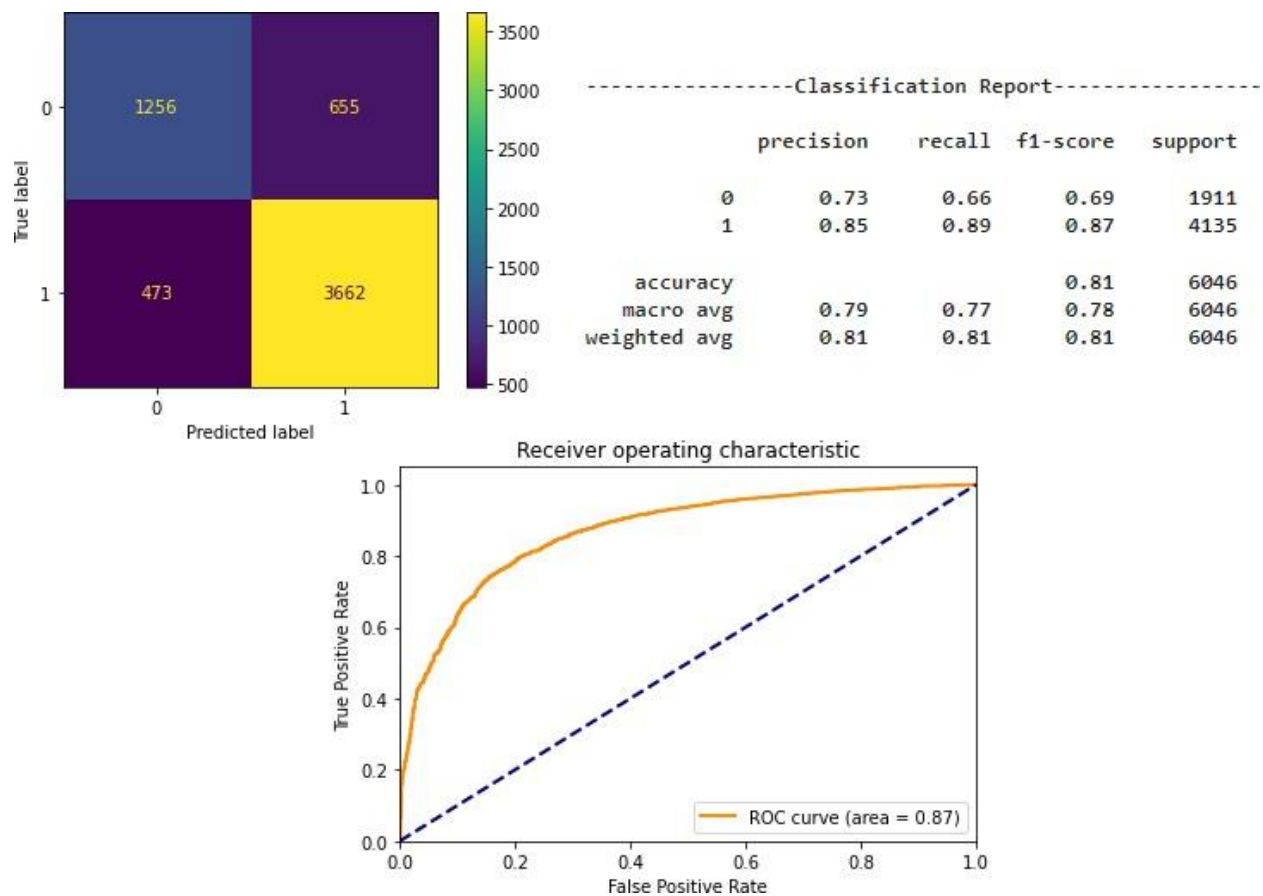 3500
3000
2500
2000
1500
1000
500
0
1256 655
True label
1
473 3662
0 1
Predicted label
-----------------Classification Report-----------------
precision recall f1-score support
0 0.73 0.66 0.69 1911
1 0.85 0.89 0.87 4135
accuracy 0.81 6046
macro avg 0.79 0.77 0.78 6046
weighted avg 0.81 0.81 0.81 6046
Receiver operating characteristic
1.0
0.8
0.6
0.4
0.2
0.0
True Positive Rate
ROC curve (area = 0.87)
0.0 0.2 0.4 0.6 0.8 1.0
False Positive Rate